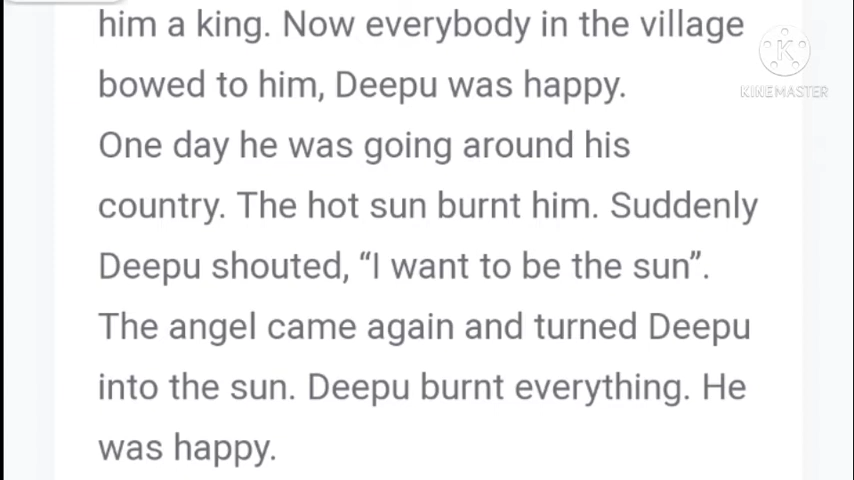 him a king. Now everybody in the village
bowed to him, Deepu was happy.
One day he was going around his
country. The hot sun burnt him. Suddenly
Deepu shouted, “I want to be the sun”.
The angel came again and turned Deepu
into the sun. Deepu burnt everything. He
was happy.
K
KINEMASTER